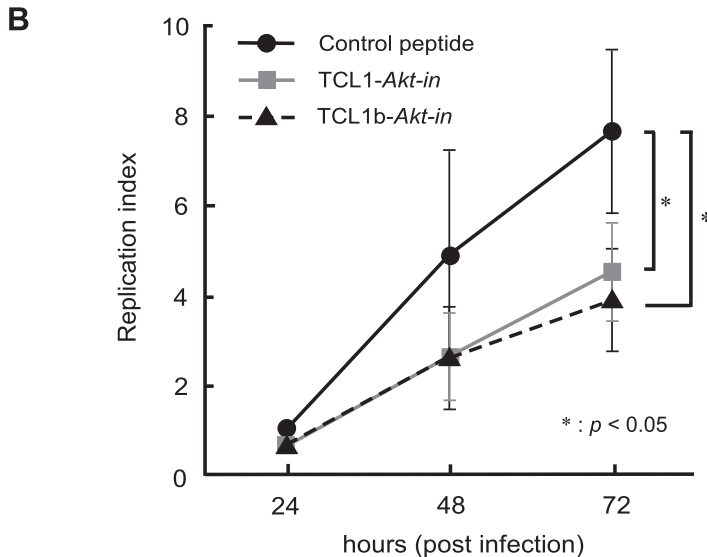 B
10
8
6
4
2
0
Replication index
Control peptide
TCL1-Akt-in
TCL1b-Akt-in
*
*
* : p < 0.05
24 48 72
hours (post infection)